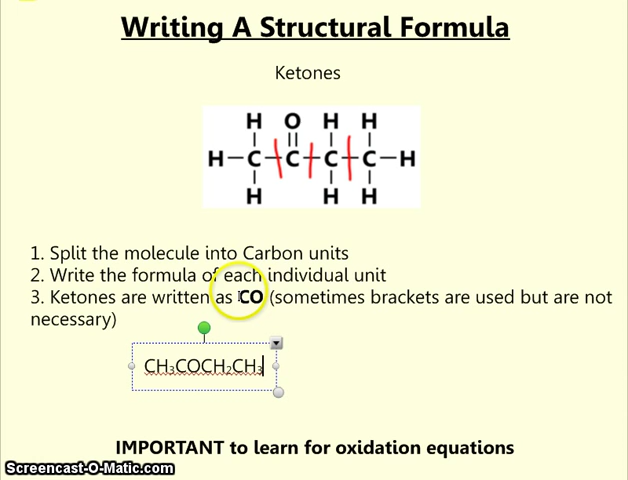 Writing A Structural Formula
Ketones
H O H H
H-C-C-C-C-H
H H H
1. Split the molecule into Carbon units
2. Write the formula of each individual unit
3. Ketones are written as CO (sometimes brackets are used but are not
necessary)
CH₃COCH₂CH₃
IMPORTANT to learn for oxidation equations
Screencast-O-Matic.com